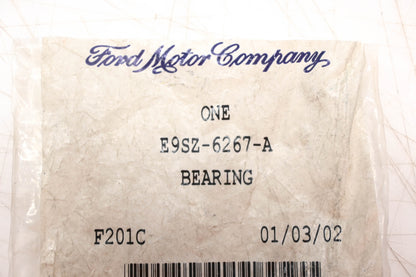 Ford Motor Company
ONE
E9SZ-6267-A
BEARING
F201C 01/03/02